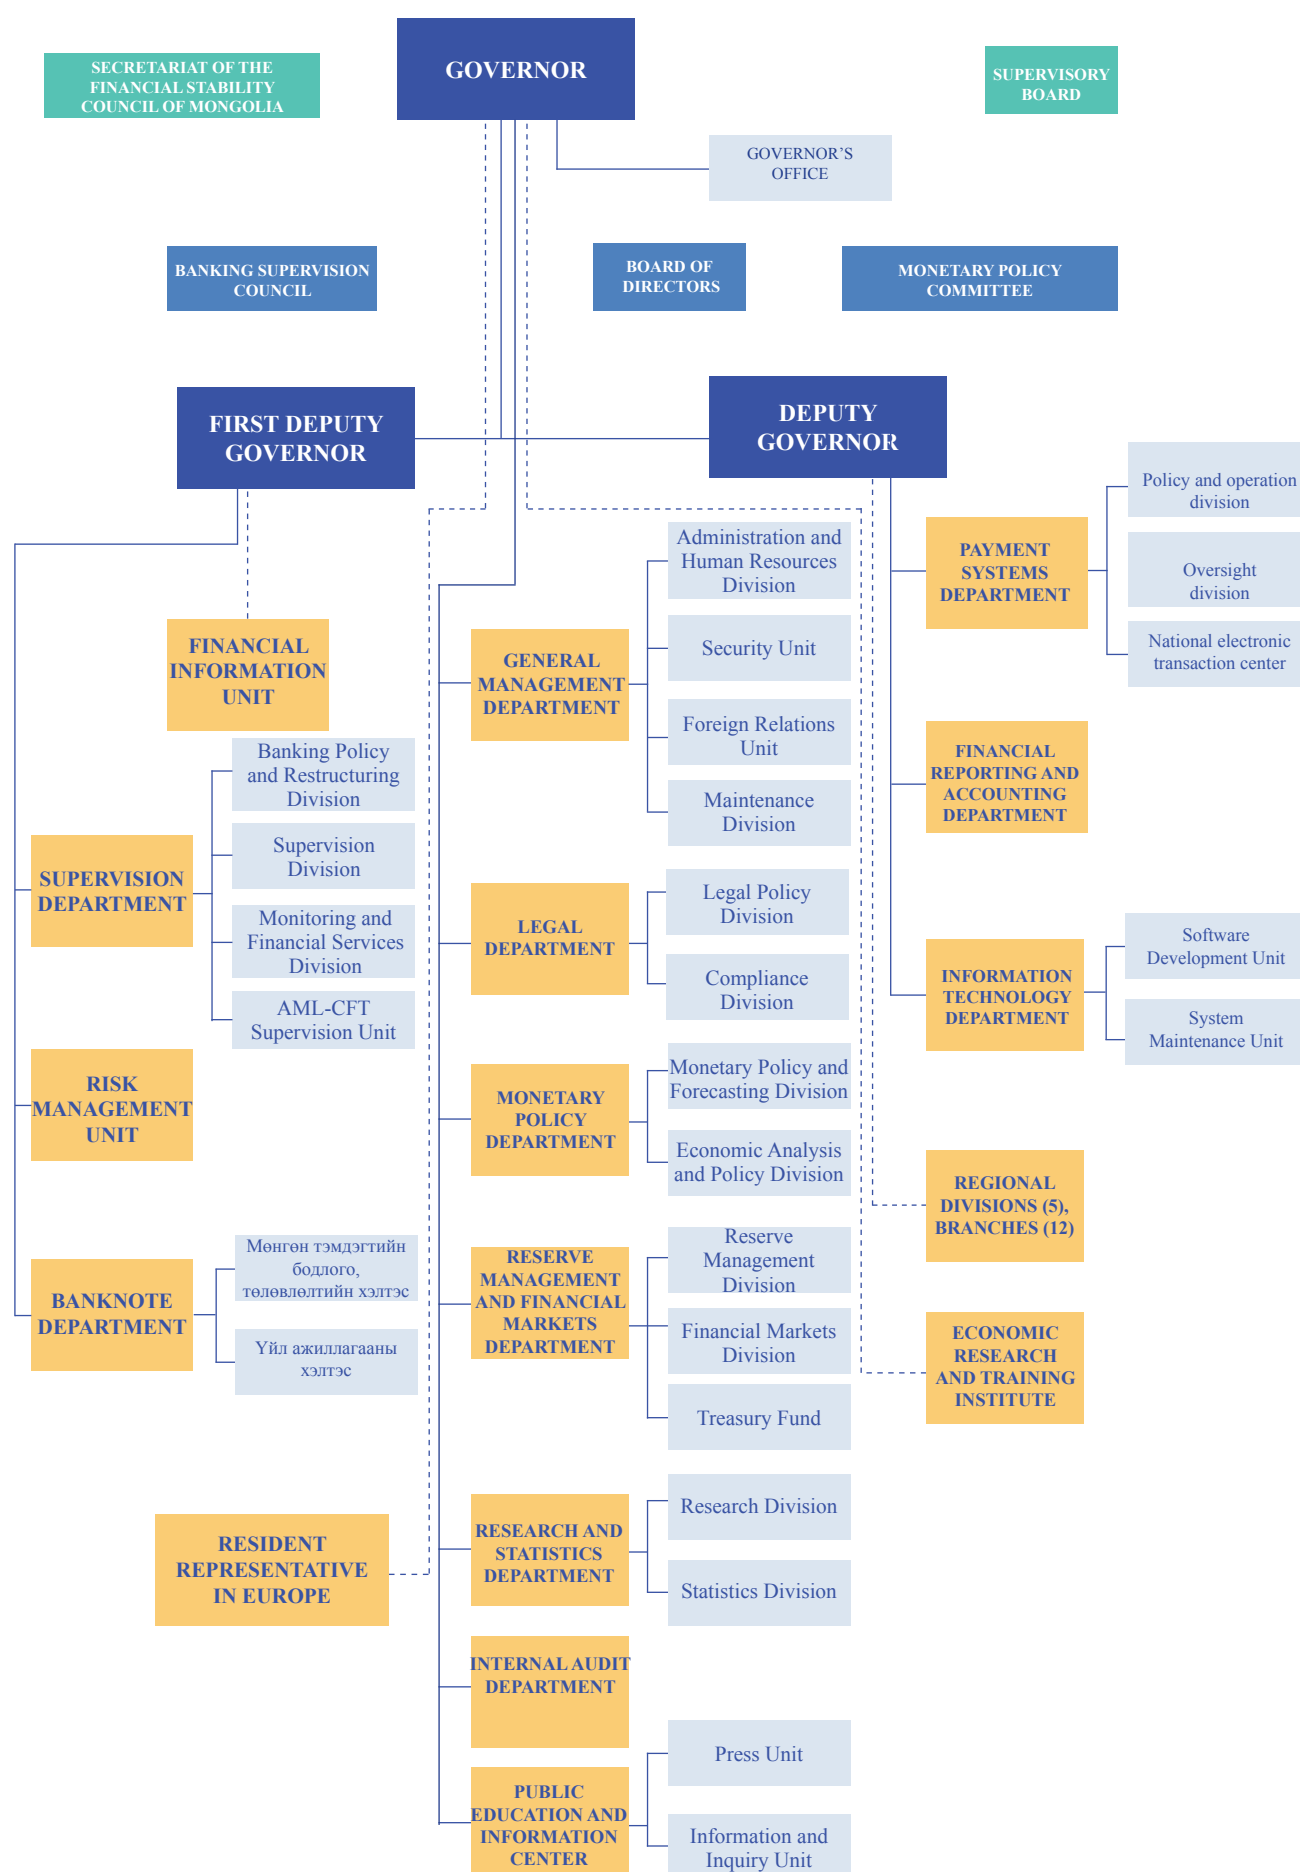 GOVERNOR
SECRETARIAT OF THE
FINANCIAL STABILITY
COUNCIL OF MONGOLIA
SUPERVISORY
BOARD
GOVERNOR’S
OFFICE
BANKING SUPERVISION
COUNCIL
BOARD OF
DIRECTORS
MONETARY POLICY
COMMITTEE
FIRST DEPUTY
GOVERNOR
DEPUTY
GOVERNOR
FINANCIAL
INFORMATION
UNIT
SUPERVISION
DEPARTMENT
Banking Policy
and Restructuring
Division
Supervision
Division
Monitoring and
Financial Services
Division
AML-CFT
Supervision Unit
RISK
MANAGEMENT
UNIT
BANKNOTE
DEPARTMENT
Мөнгөн тэмдэгтийн
бодлого,
төлөвлөлтийн хэлтэс
Үйл ажиллагааны
хэлтэс
RESIDENT
REPRESENTATIVE
IN EUROPE
GENERAL
MANAGEMENT
DEPARTMENT
Administration and
Human Resources
Division
Security Unit
Foreign Relations
Unit
Maintenance
Division
LEGAL
DEPARTMENT
Legal Policy
Division
Compliance
Division
MONETARY
POLICY
DEPARTMENT
Monetary Policy and
Forecasting Division
Economic Analysis
and Policy Division
RESERVE
MANAGEMENT
AND FINANCIAL
MARKETS
DEPARTMENT
Reserve
Management
Division
Financial Markets
Division
Treasury Fund
RESEARCH AND
STATISTICS
DEPARTMENT
Research Division
Statistics Division
INTERNAL AUDIT
DEPARTMENT
PUBLIC
EDUCATION AND
INFORMATION
CENTER
Press Unit
Information and
Inquiry Unit
PAYMENT
SYSTEMS
DEPARTMENT
Policy and operation
division
Oversight
division
National electronic
transaction center
FINANCIAL
REPORTING AND
ACCOUNTING
DEPARTMENT
INFORMATION
TECHNOLOGY
DEPARTMENT
Software
Development Unit
System
Maintenance Unit
REGIONAL
DIVISIONS (5),
BRANCHES (12)
ECONOMIC
RESEARCH
AND TRAINING
INSTITUTE